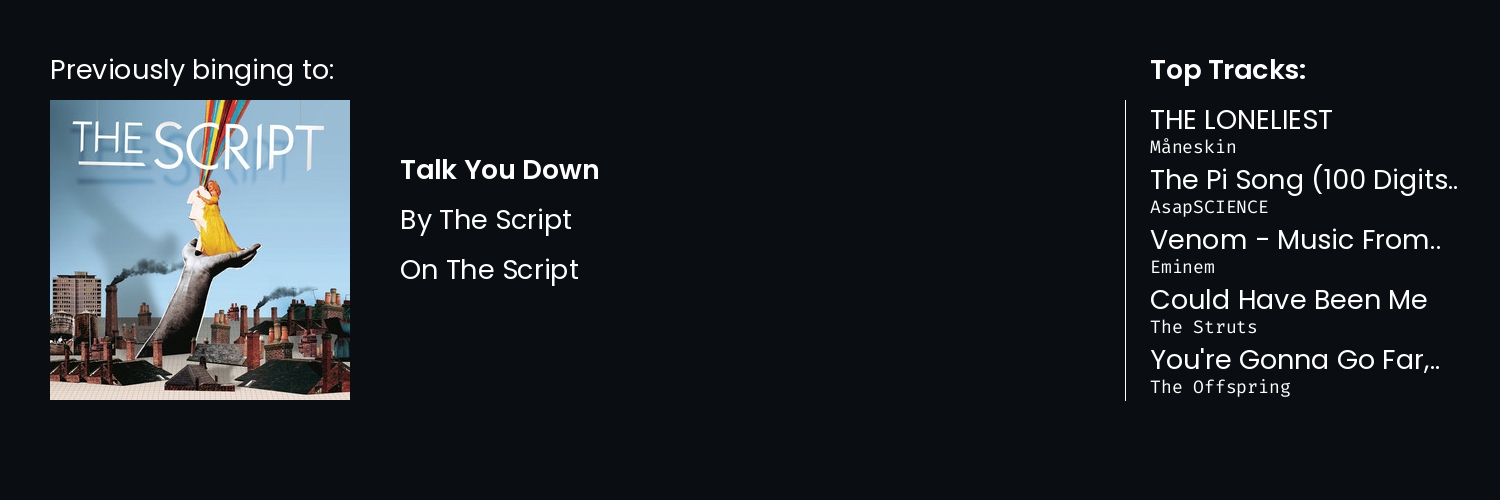 Previously binging to:
THE SCRIPT
Talk You Down
By The Script
On The Script
Top Tracks:
THE LONELIEST
Måneskin
The Pi Song (100 Digits..
AsapSCIENCE
Venom - Music From..
Eminem
Could Have Been Me
The Struts
You're Gonna Go Far,..
The Offspring